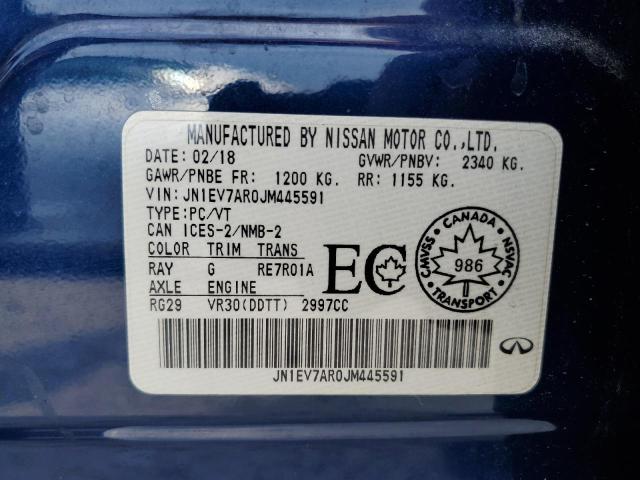 MANUFACTURED BY NISSAN MOTOR CO.,LTD.
DATE: 02/18 GVWR/PNBV: 2340 KG.
GAWR/PNBE FR: 1200 KG. RR: 1155 KG.
VIN: JN1EV7AR0JM445591
TYPE: PC/VT
CAN ICES-2/NMB-2
COLOR TRIM TRANS
RAY G RE7R01A
AXLE ENGINE
RG29 VR30(DDTT) 2997CC
EC
CANADA
CMVSS 986 NSVAC
TRANSPORT
JN1EV7AR0JM445591